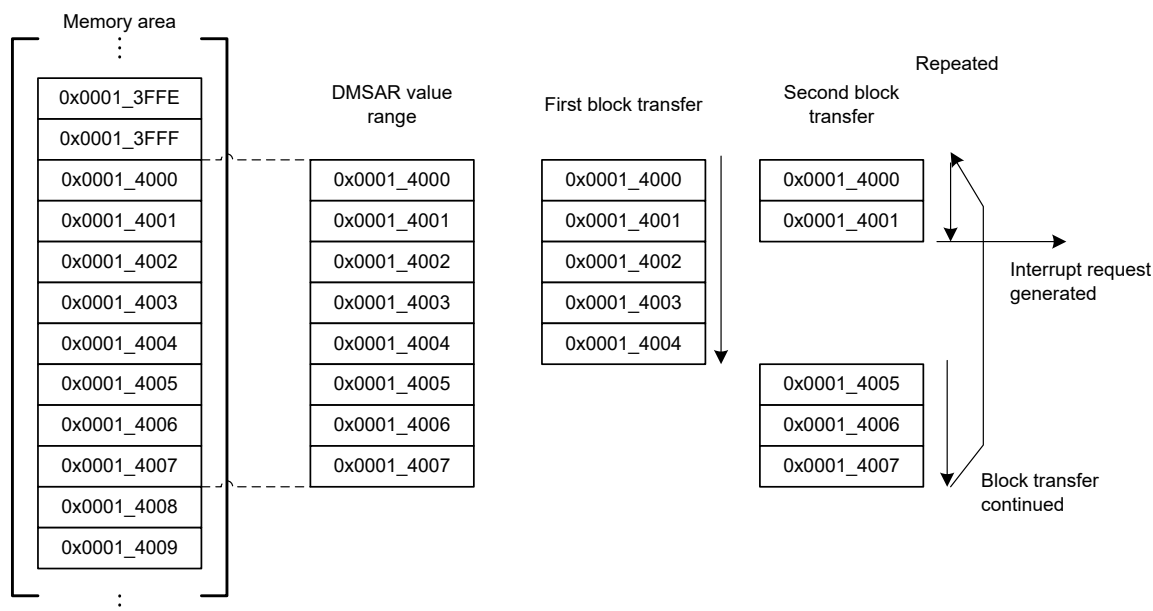 Memory area
⋮
0x0001_3FFE
0x0001_3FFF
0x0001_4000
0x0001_4001
0x0001_4002
0x0001_4003
0x0001_4004
0x0001_4005
0x0001_4006
0x0001_4007
0x0001_4008
0x0001_4009
⋮
DMSAR value
range
0x0001_4000
0x0001_4001
0x0001_4002
0x0001_4003
0x0001_4004
0x0001_4005
0x0001_4006
0x0001_4007
First block transfer
0x0001_4000
0x0001_4001
0x0001_4002
0x0001_4003
0x0001_4004
Second block
transfer
0x0001_4000
0x0001_4001
0x0001_4005
0x0001_4006
0x0001_4007
Repeated
Interrupt request
generated
Block transfer
continued